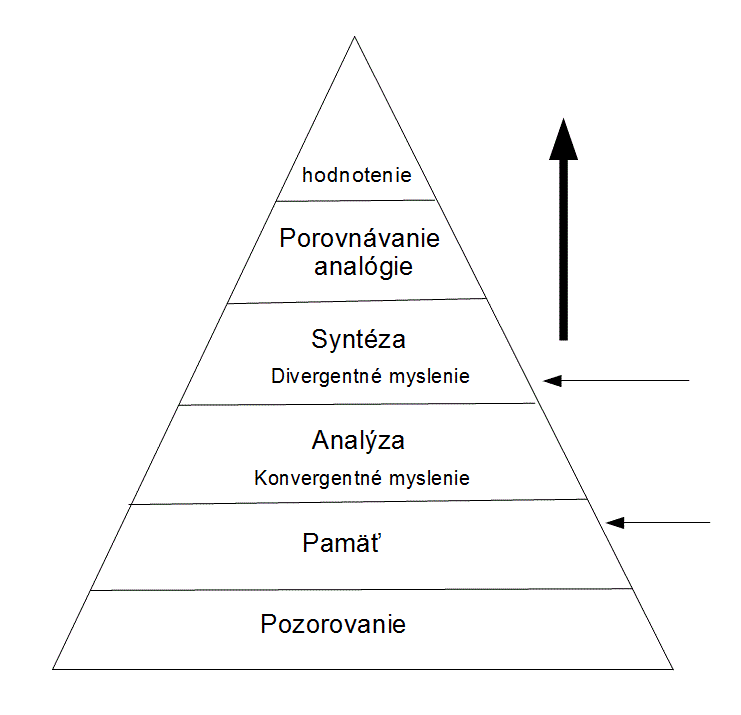 hodnotenie
Porovnávanie
analógie
Syntéza
Divergentné myslenie
Analýza
Konvergentné myslenie
Pamäť
Pozorovanie